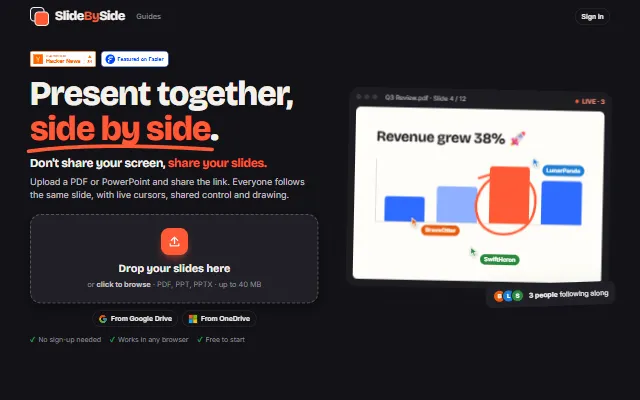 SlideBySide
Guides
Sign in
Hacker News
Featured on Fazier
Present together,
side by side.
Don't share your screen, share your slides.
Upload a PDF or PowerPoint and share the link. Everyone follows
the same slide, with live cursors, shared control and drawing.
Drop your slides here
or click to browse · PDF, PPT, PPTX · up to 40 MB
From Google Drive
From OneDrive
✓ No sign-up needed ✓ Works in any browser ✓ Free to start
Q3 Review.pdf · Slide 4 / 12
LIVE · 3
Revenue grew 38% 🚀
LunarPanda
BraveOtter
SwiftHeron
B L S 3 people following along